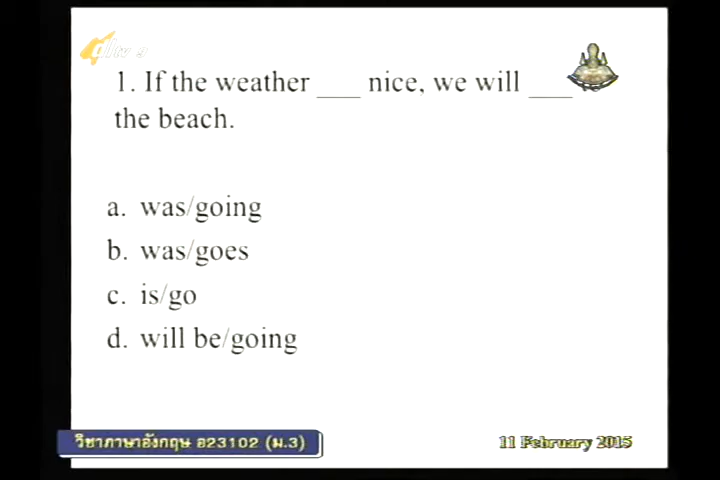 1. If the weather ___ nice, we will ___ to
the beach.
a. was/going
b. was/goes
c. is/go
d. will be/going
วิชาภาษาอังกฤษ อ23102 (ม.3)
11 February 2015